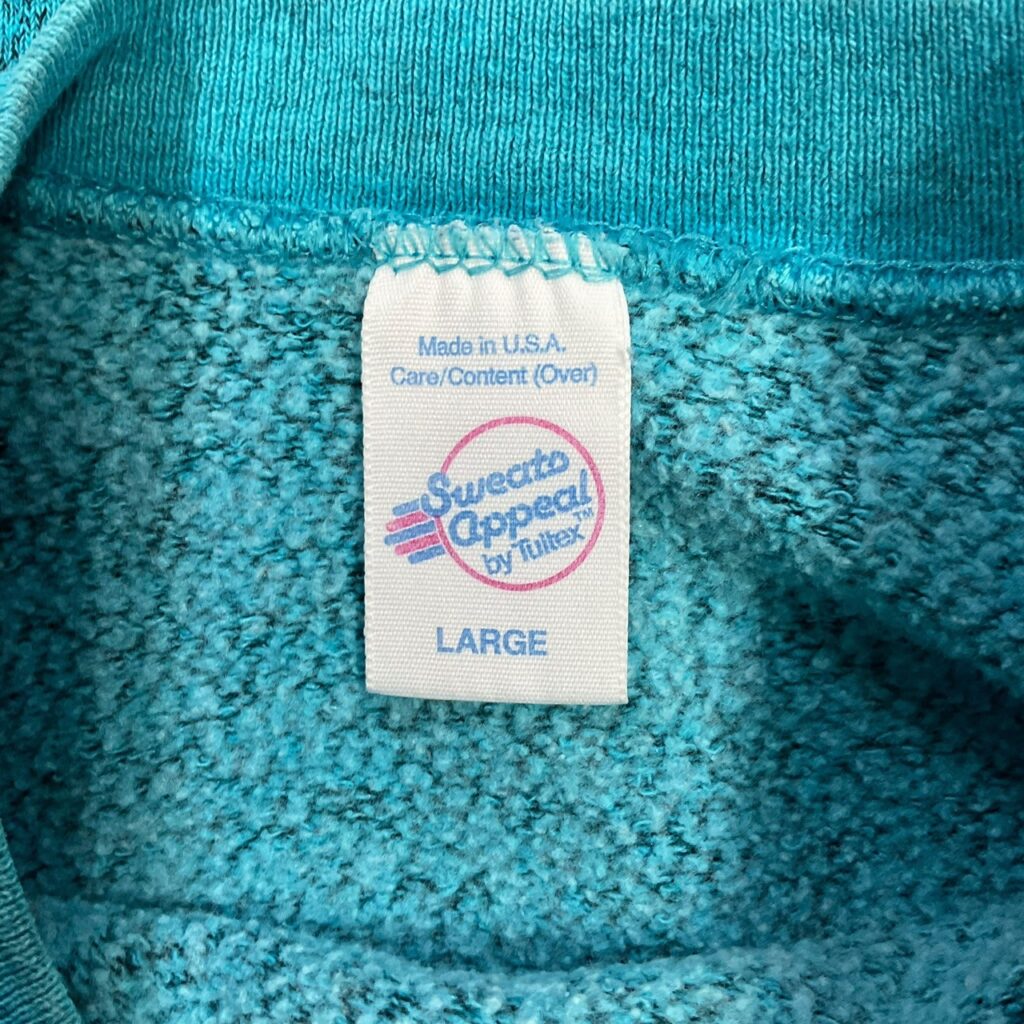 Made in U.S.A.
Care/Content (Over)
Sweats
appeal
by Tultex™
LARGE